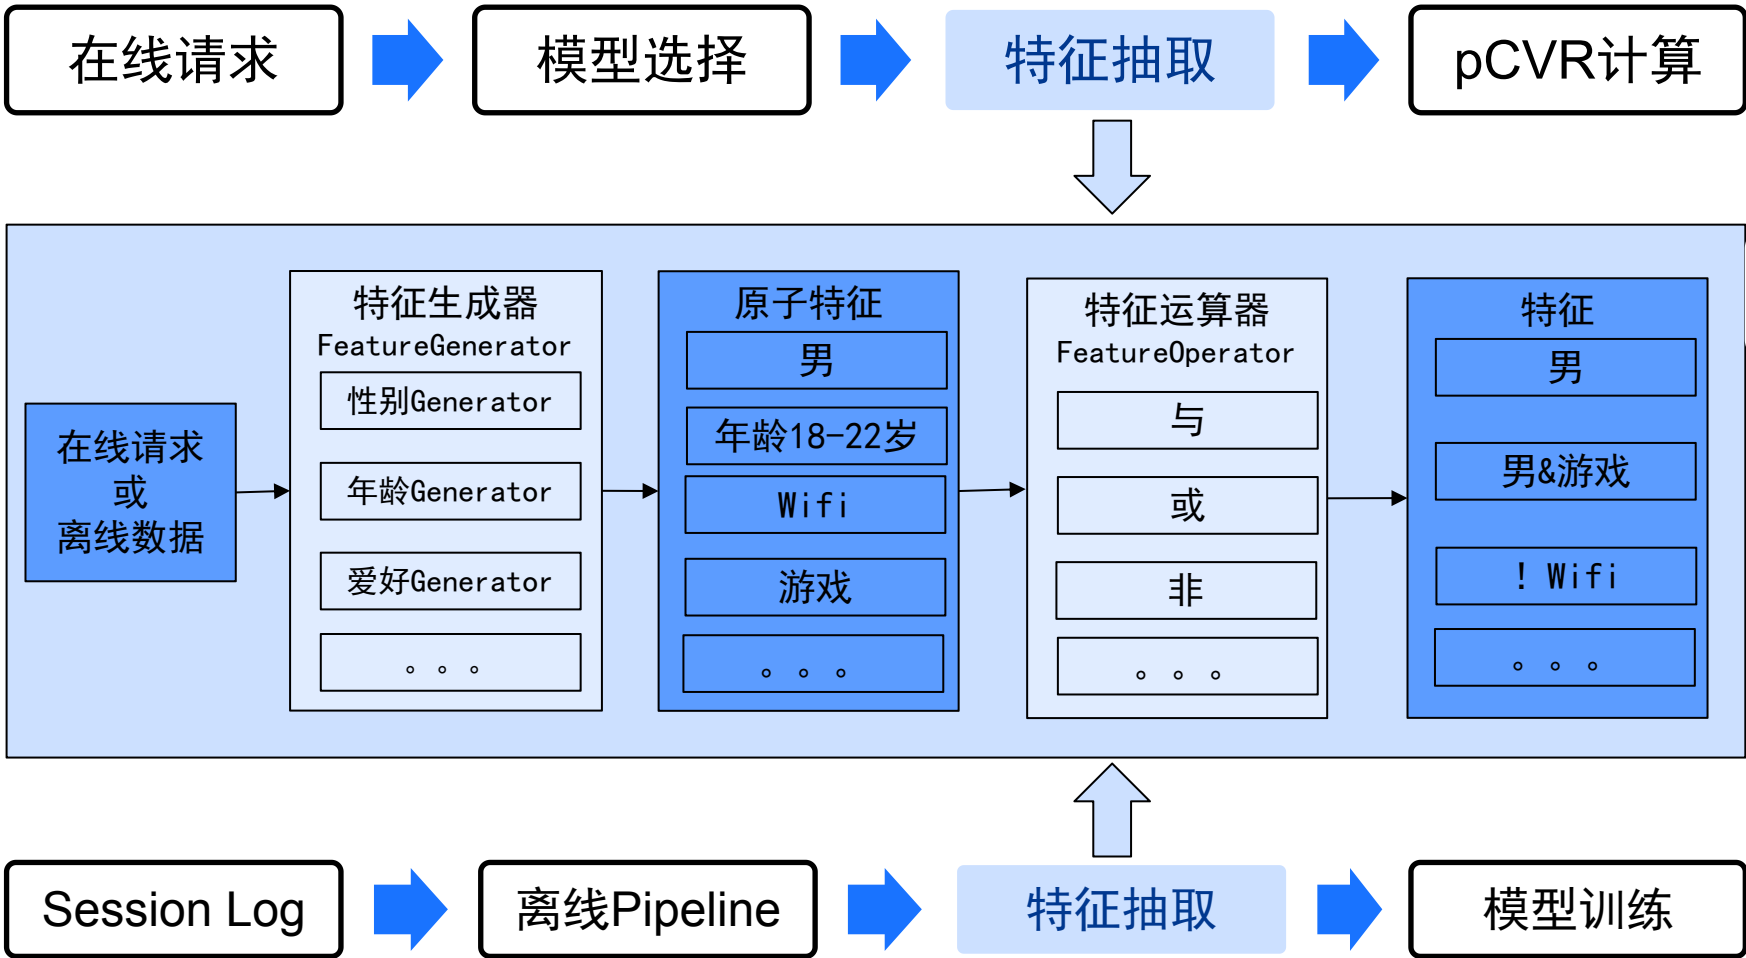 在线请求
模型选择
特征抽取
pCVR计算
在线请求
或
离线数据
特征生成器
FeatureGenerator
性别Generator
年龄Generator
爱好Generator
。。。
原子特征
男
年龄18-22岁
Wifi
游戏
。。。
特征运算器
FeatureOperator
与
或
非
。。。
特征
男
男&游戏
！Wifi
。。。
Session Log
离线Pipeline
特征抽取
模型训练